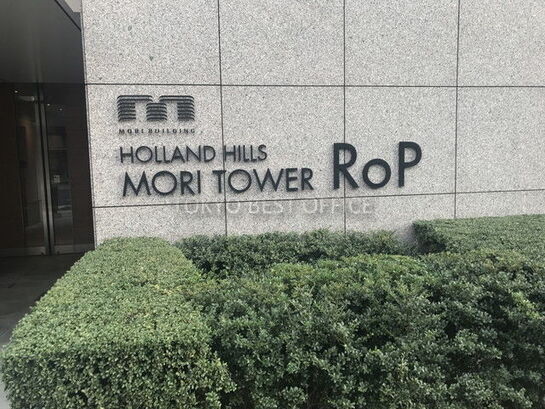 MORI BUILDING
HOLLAND HILLS
MORI TOWER RoP
TOKYO BEST OFFICE